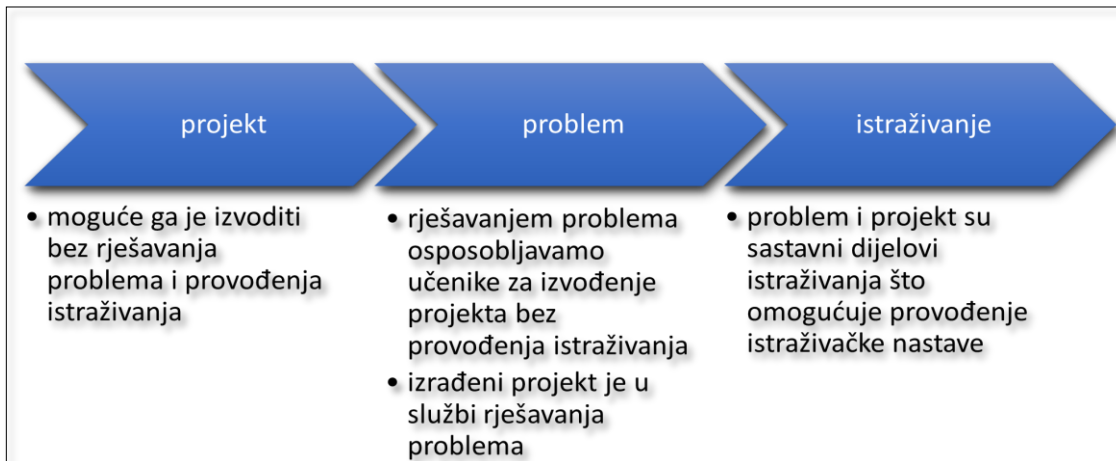 projekt
problem
istraživanje
• moguće ga je izvoditi
bez rješavanja
problema i provođenja
istraživanja
• rješavanjem problema
osposobljavamo
učenike za izvođenje
projekta bez
provođenja istraživanja
• izrađeni projekt je u
službi rješavanja
problema
• problem i projekt su
sastavni dijelovi
istraživanja što
omogućuje provođenje
istraživačke nastave